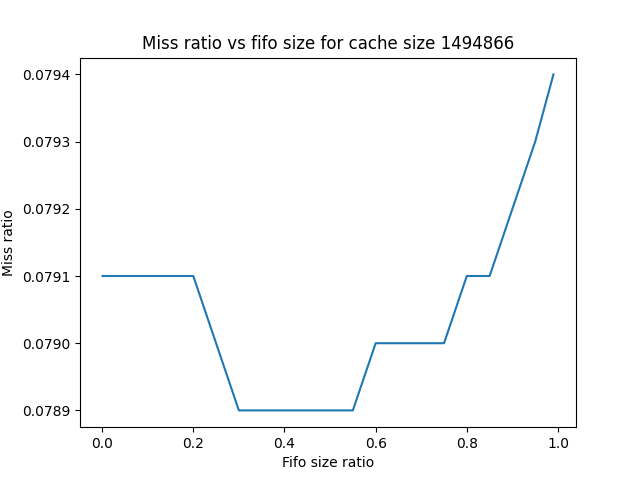 Miss ratio vs fifo size for cache size 1494866
0.0794
0.0793
0.0792
0.0791
0.0790
0.0789
Miss ratio
0.0 0.2 0.4 0.6 0.8 1.0
Fifo size ratio